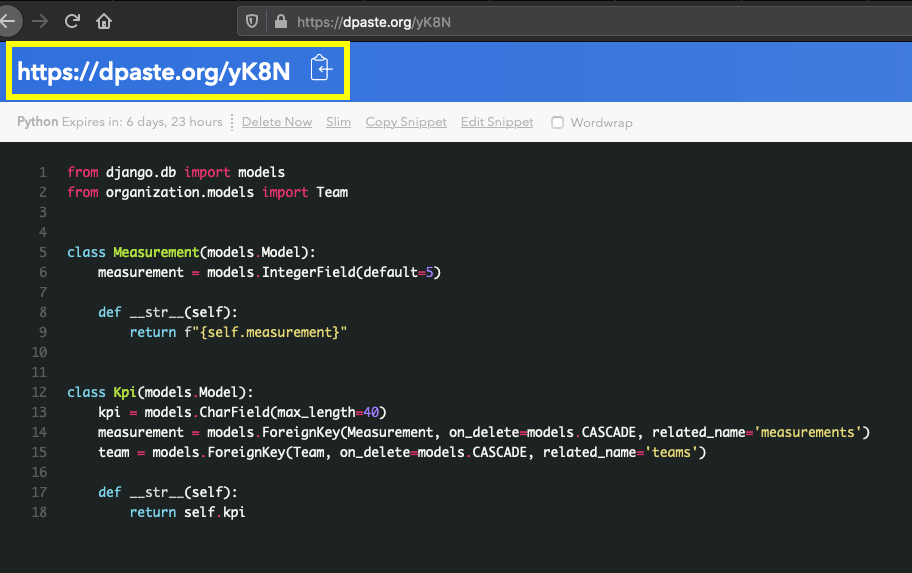 https://dpaste.org/yK8N
https://dpaste.org/yK8N
Python Expires in: 6 days, 23 hours Delete Now Slim Copy Snippet Edit Snippet Wordwrap
1 from django.db import models
2 from organization.models import Team
3
4
5 class Measurement(models.Model):
6     measurement = models.IntegerField(default=5)
7
8     def __str__(self):
9         return f"{self.measurement}"
10
11
12 class Kpi(models.Model):
13     kpi = models.CharField(max_length=40)
14     measurement = models.ForeignKey(Measurement, on_delete=models.CASCADE, related_name='measurements')
15     team = models.ForeignKey(Team, on_delete=models.CASCADE, related_name='teams')
16
17     def __str__(self):
18         return self.kpi